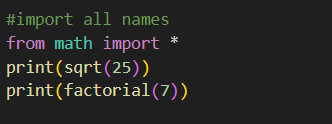 #import all names
from math import *
print(sqrt(25))
print(factorial(7))